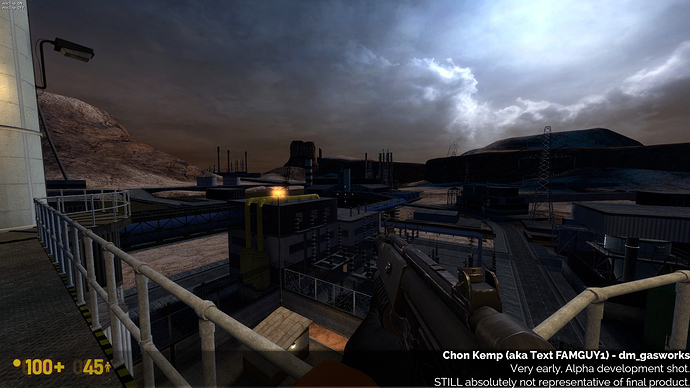 100+
45
Chon Kemp (aka Text FAMGUY1) - dm_gasworks
Very early, Alpha development shot.
STILL absolutely not representative of final product